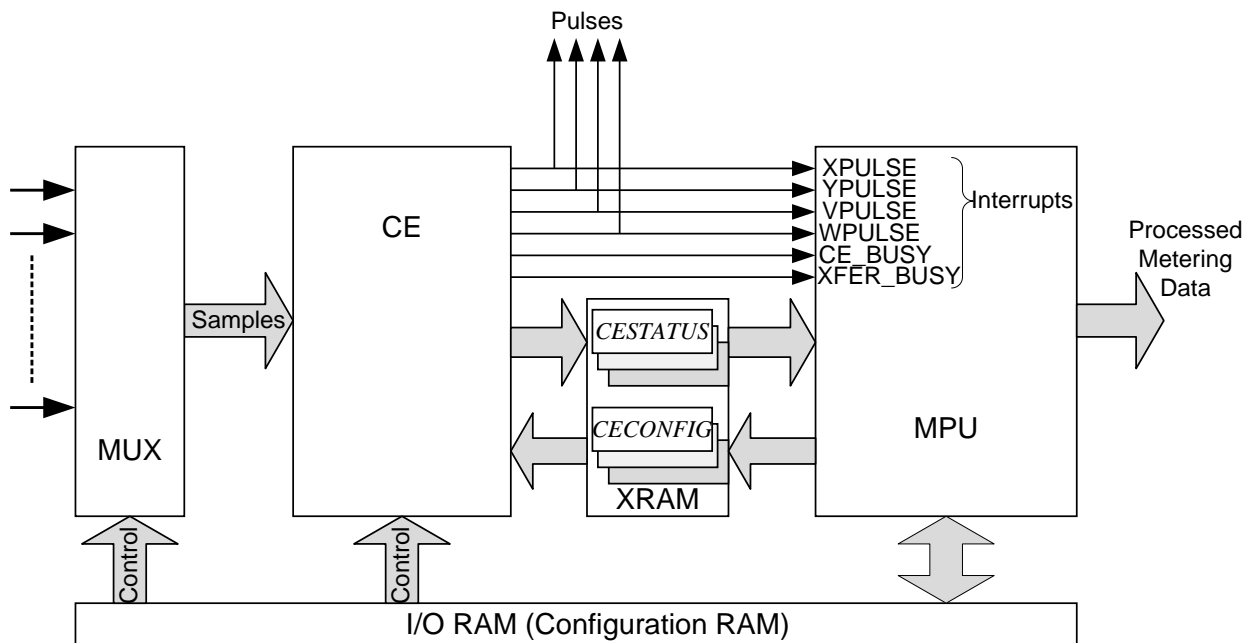 Pulses
XPULSE
YPULSE
VPULSE
WPULSE
CE_BUSY
XFER_BUSY
Interrupts
CE
Processed
Metering
Data
Samples
CESTATUS
CECONFIG
XRAM
MUX
MPU
Control
Control
I/O RAM (Configuration RAM)